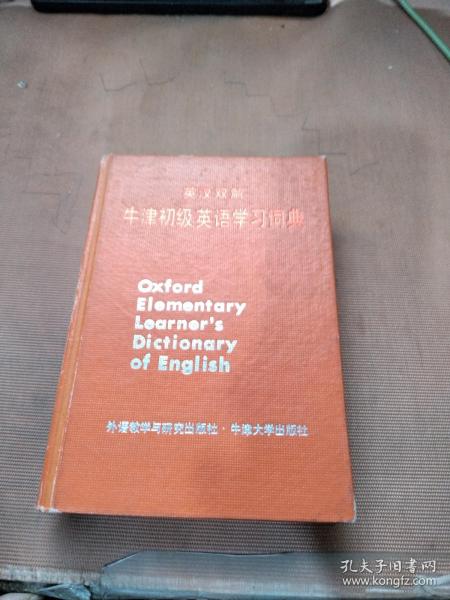 英汉双解
牛津初级英语学习词典
Oxford
Elementary
Learner's
Dictionary
of English
外语教学与研究出版社·牛津大学出版社
孔夫子旧书网
www.kongfz.com